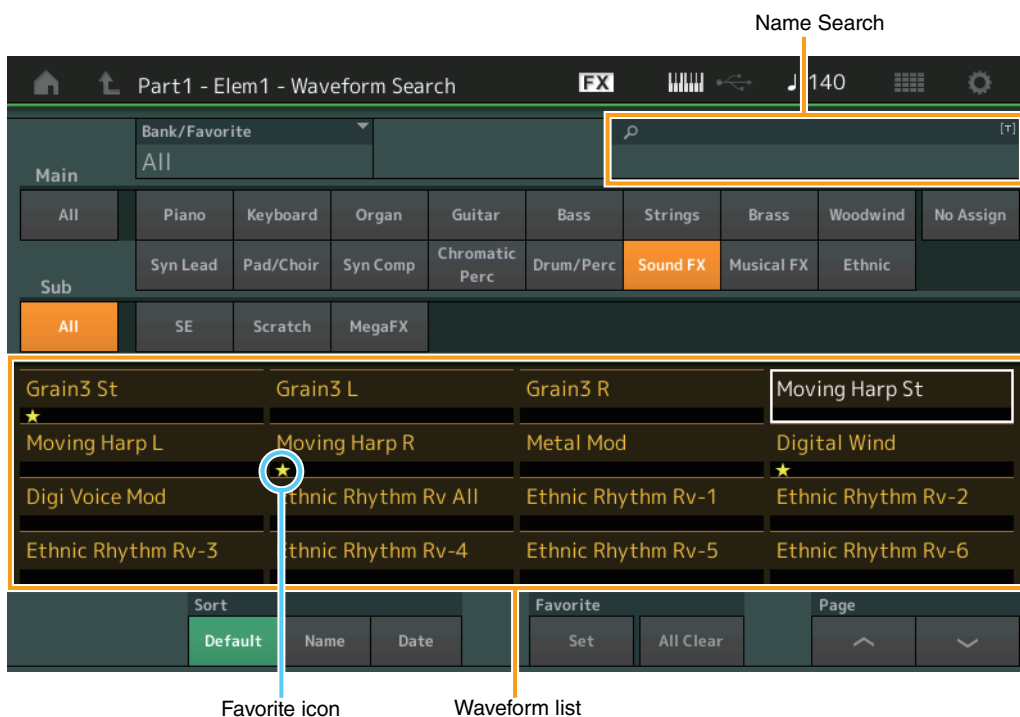 Name Search
Part1 - Elem1 - Waveform Search FX ♩ 140
Bank/Favorite [T]
All
Main
All Piano Keyboard Organ Guitar Bass Strings Brass Woodwind No Assign
Syn Lead Pad/Choir Syn Comp Chromatic Perc Drum/Perc Sound FX Musical FX Ethnic
Sub
All SE Scratch MegaFX
Grain3 St Grain3 L Grain3 R Moving Harp St
Moving Harp L Moving Harp R Metal Mod Digital Wind
Digi Voice Mod Ethnic Rhythm Rv All Ethnic Rhythm Rv-1 Ethnic Rhythm Rv-2
Ethnic Rhythm Rv-3 Ethnic Rhythm Rv-4 Ethnic Rhythm Rv-5 Ethnic Rhythm Rv-6
Sort Favorite Page
Default Name Date Set All Clear
Favorite icon Waveform list